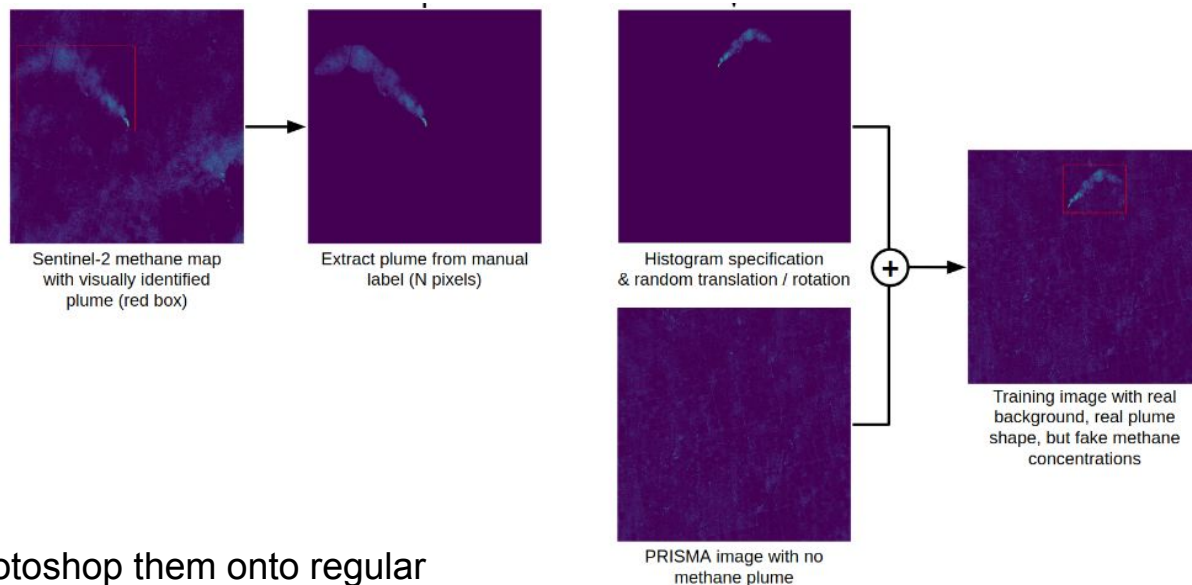 Sentinel-2 methane map
with visually identified
plume (red box)
Extract plume from manual
label (N pixels)
Histogram specification
& random translation / rotation
+
PRISMA image with no
methane plume
Training image with real
background, real plume
shape, but fake methane
concentrations
otoshop them onto regular